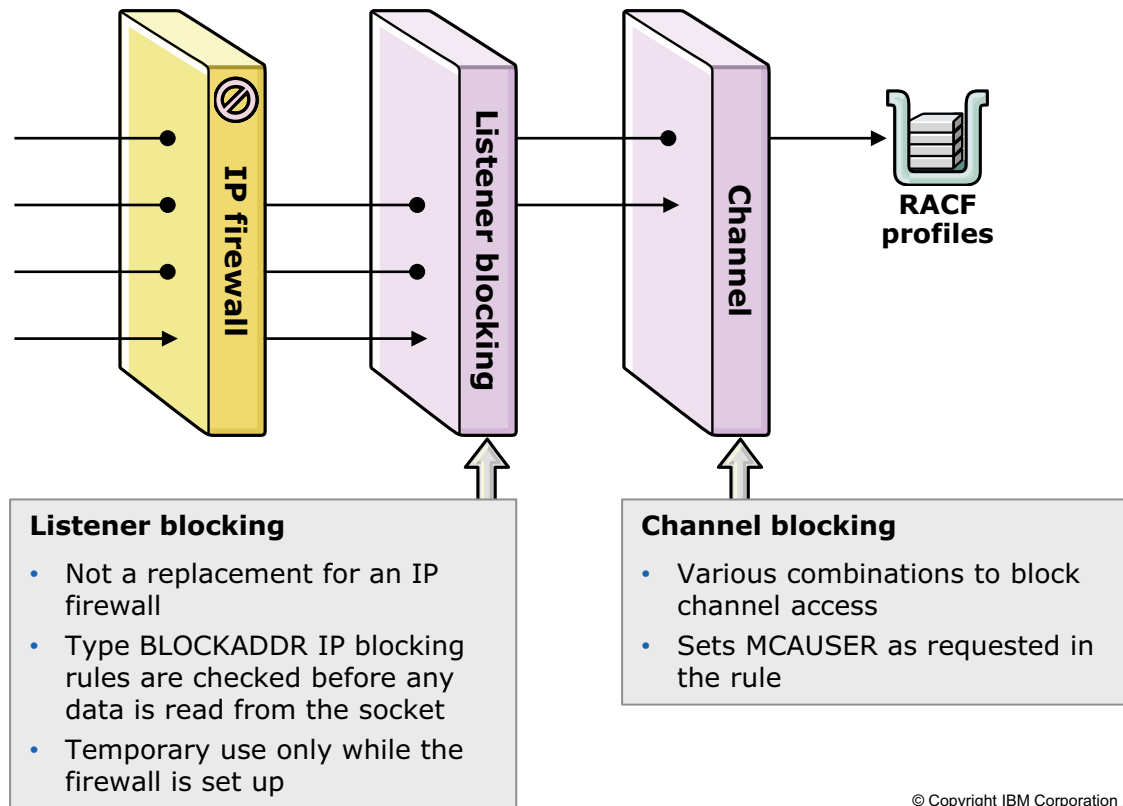 IP firewall
Listener blocking
Channel
RACF
profiles
Listener blocking
• Not a replacement for an IP
firewall
• Type BLOCKADDR IP blocking
rules are checked before any
data is read from the socket
• Temporary use only while the
firewall is set up
Channel blocking
• Various combinations to block
channel access
• Sets MCAUSER as requested in
the rule
© Copyright IBM Corporation